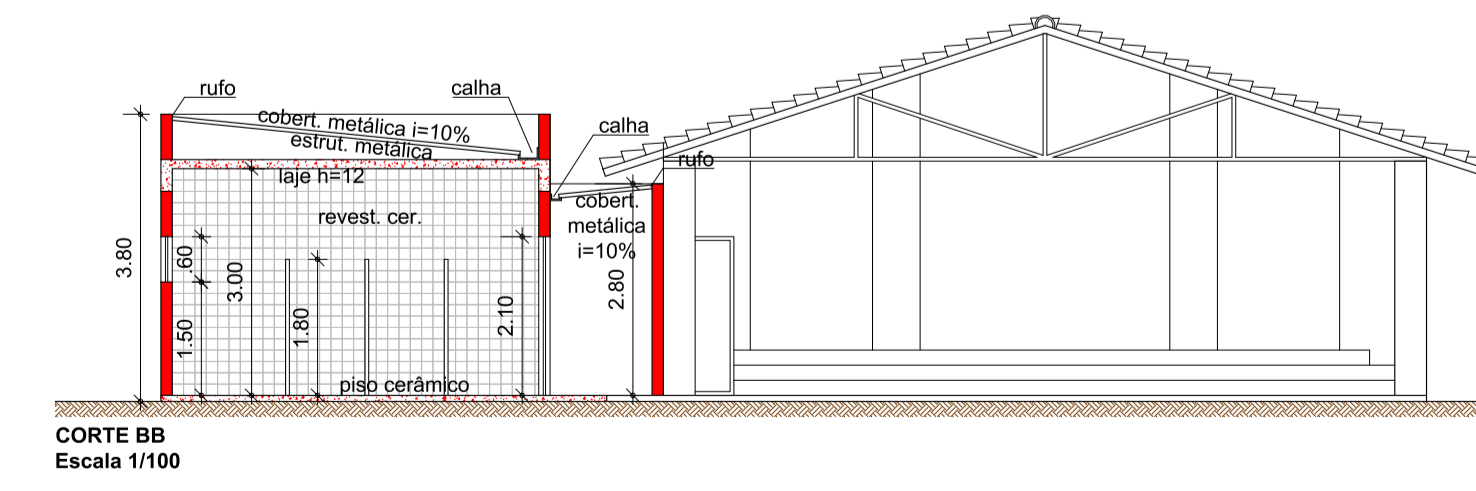 rufo
calha
cobert. metálica i=10%
estrut. metálica
calha
rufo
laje h=12
revest. cer.
cobert.
metálica
i=10%
3.80
.60
3.00
1.50
1.80
2.10
2.80
piso cerâmico
CORTE BB
Escala 1/100